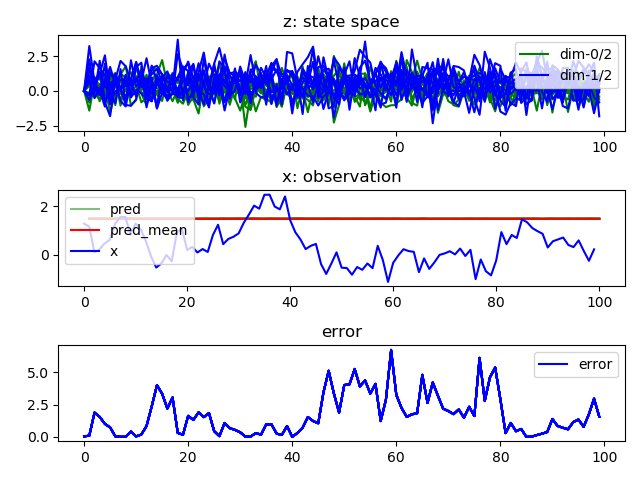 z: state space
2.5
0.0
−2.5
dim-0/2
dim-1/2
0 20 40 60 80 100
x: observation
2
0
pred
pred_mean
x
0 20 40 60 80 100
error
5.0
2.5
0.0
error
0 20 40 60 80 100